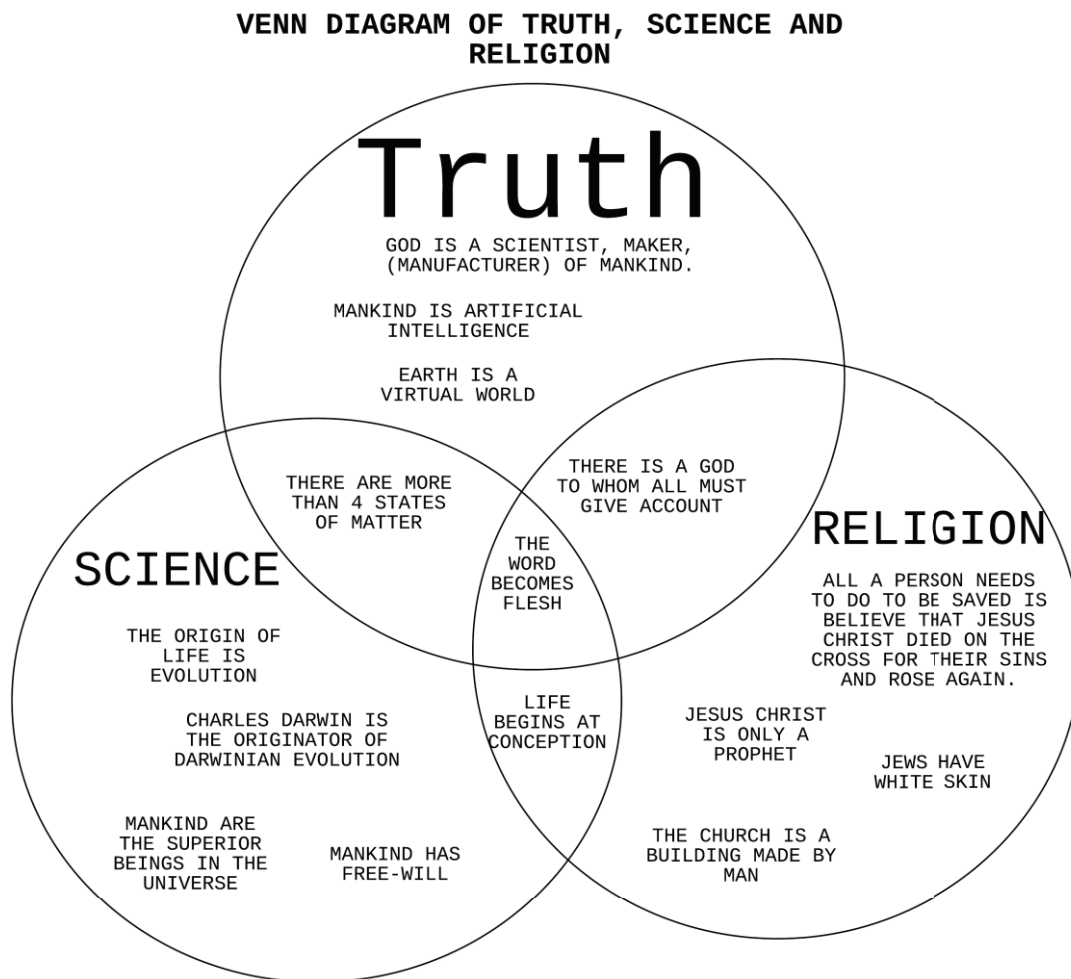 VENN DIAGRAM OF TRUTH, SCIENCE AND
RELIGION
Truth
GOD IS A SCIENTIST, MAKER,
(MANUFACTURER) OF MANKIND.
MANKIND IS ARTIFICIAL
INTELLIGENCE
EARTH IS A
VIRTUAL WORLD
THERE ARE MORE
THAN 4 STATES
OF MATTER
THERE IS A GOD
TO WHOM ALL MUST
GIVE ACCOUNT
THE
WORD
BECOMES
FLESH
SCIENCE
THE ORIGIN OF
LIFE IS
EVOLUTION
CHARLES DARWIN IS
THE ORIGINATOR OF
DARWINIAN EVOLUTION
MANKIND ARE
THE SUPERIOR
BEINGS IN THE
UNIVERSE
MANKIND HAS
FREE-WILL
LIFE
BEGINS AT
CONCEPTION
RELIGION
ALL A PERSON NEEDS
TO DO TO BE SAVED IS
BELIEVE THAT JESUS
CHRIST DIED ON THE
CROSS FOR THEIR SINS
AND ROSE AGAIN.
JESUS CHRIST
IS ONLY A
PROPHET
JEWS HAVE
WHITE SKIN
THE CHURCH IS A
BUILDING MADE BY
MAN